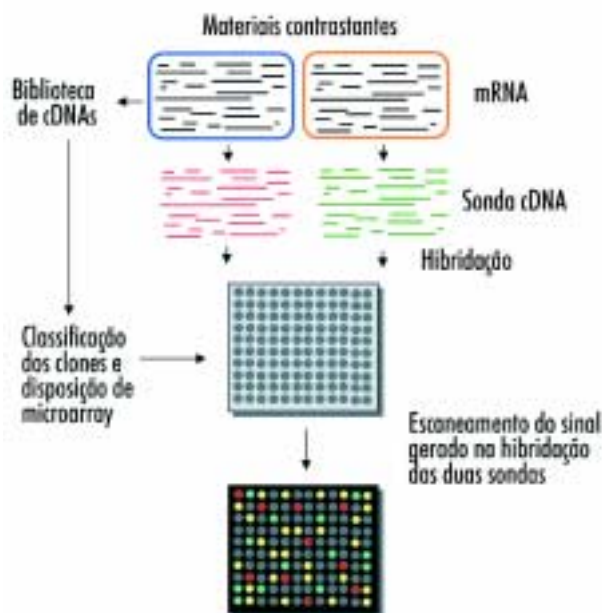 Materiais contrastantes
Biblioteca
de cDNAs
mRNA
Sonda cDNA
Hibridação
Classificação
dos clones e
disposição de
microarray
Escaneamento do sinal
gerado na hibridação
das duas sondas